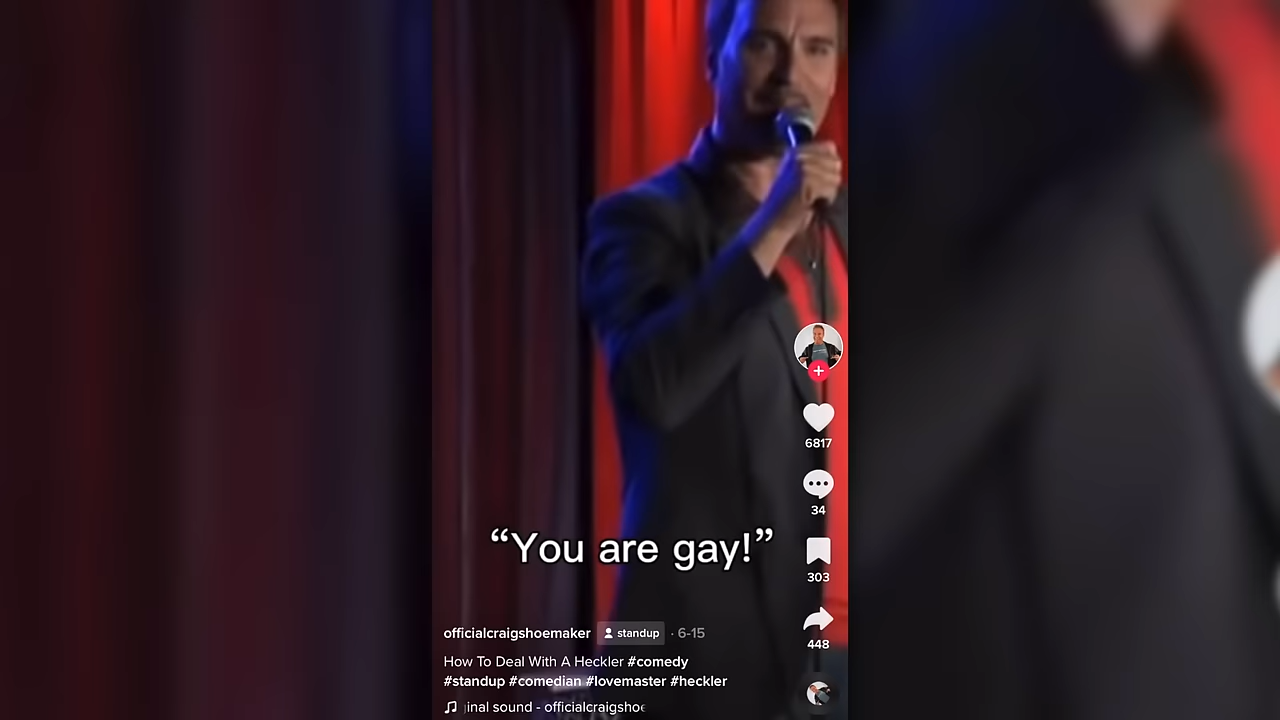 “You are gay!”
6817
34
303
448
officialcraigshoemaker standup · 6-15
How To Deal With A Heckler #comedy
#standup #comedian #lovemaster #heckler
inal sound - officialcraigshoe